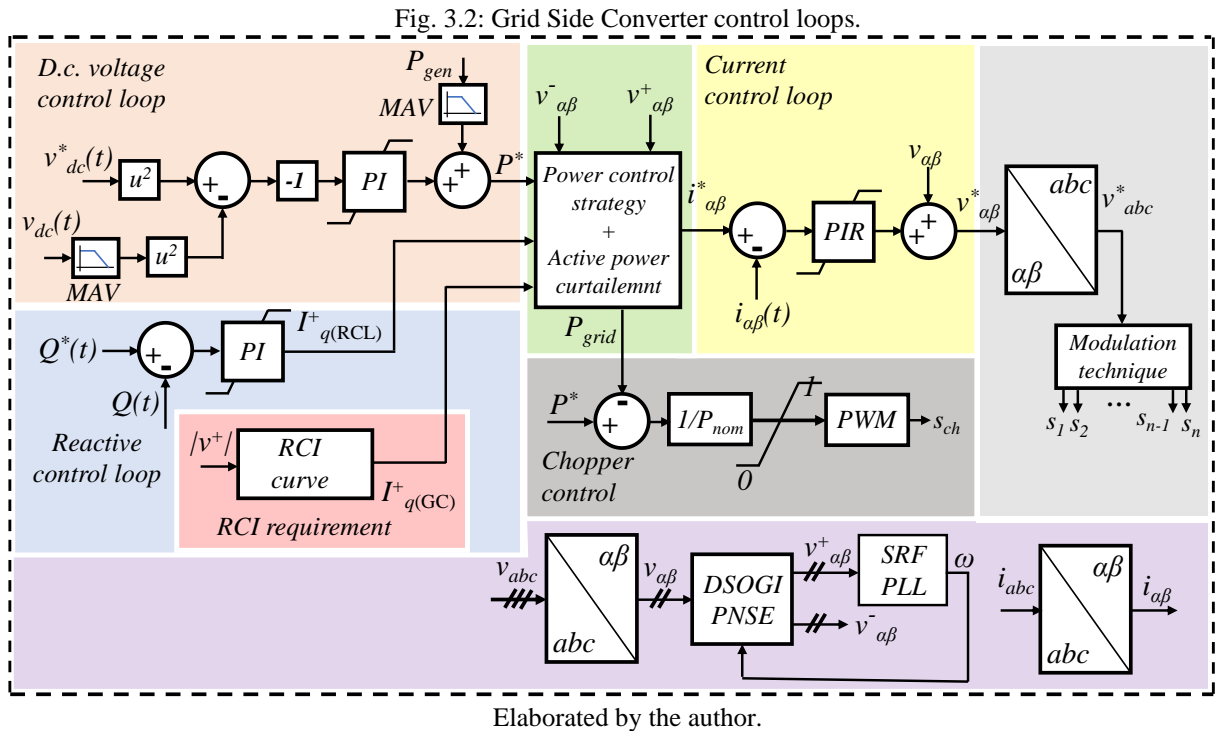 Fig. 3.2: Grid Side Converter control loops.
D.c. voltage
control loop
P_gen
MAV
v*_dc(t)
u²
+
-
-1
PI
+
+
P*
v_dc(t)
MAV
u²
v⁻_αβ
v⁺_αβ
Power control
strategy
+
Active power
curtailemnt
i*_αβ
P_grid
Current
control loop
+
-
i_αβ(t)
PIR
v_αβ
+
+
v*_αβ
abc
αβ
v*_abc
Modulation
technique
...
s_1 s_2 s_n-1 s_n
Q*(t)
+
-
Q(t)
PI
I⁺_q(RCL)
Reactive
control loop
|v⁺|
RCI
curve
I⁺_q(GC)
RCI requirement
P*
+
-
1/P_nom
1
0
PWM
s_ch
Chopper
control
v_abc
αβ
abc
v_αβ
DSOGI
PNSE
v⁺_αβ
v⁻_αβ
SRF
PLL
ω
i_abc
αβ
abc
i_αβ
Elaborated by the author.